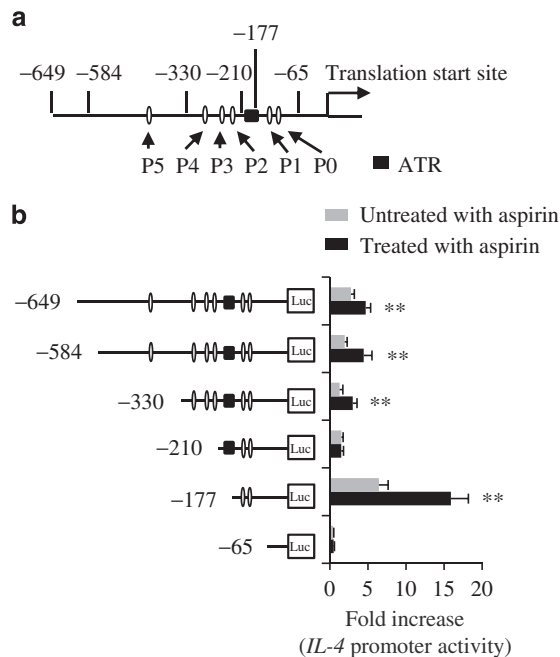 a
−177
−649 −584 −330 −210 −65 Translation start site
P5 P4 P3 P2 P1 P0 ATR
b
Untreated with aspirin
Treated with aspirin
−649 Luc **
−584 Luc **
−330 Luc **
−210 Luc
−177 Luc **
−65 Luc
0 5 10 15 20
Fold increase
(IL-4 promoter activity)